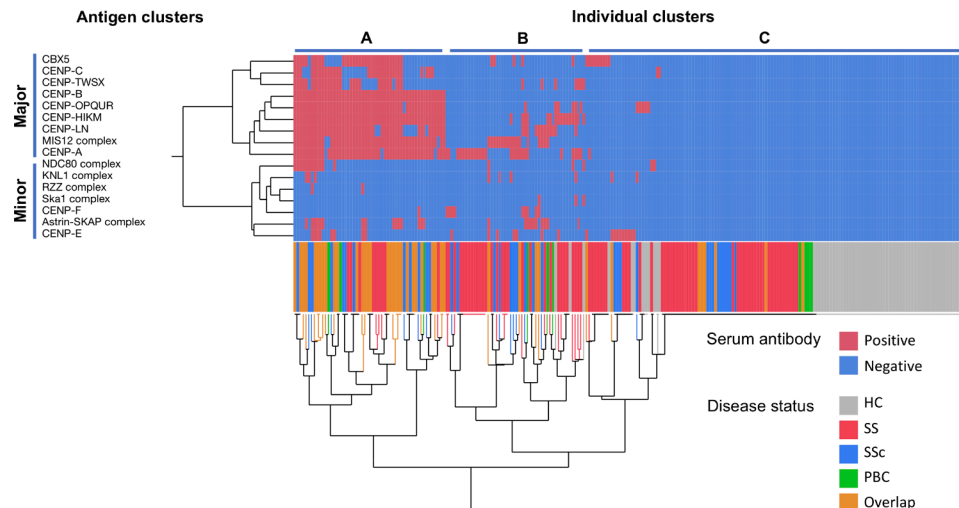 Antigen clusters
Individual clusters
A
B
C
Major
CBX5
CENP-C
CENP-TWSX
CENP-B
CENP-OPQUR
CENP-HIKM
CENP-LN
MIS12 complex
CENP-A
Minor
NDC80 complex
KNL1 complex
RZZ complex
Ska1 complex
CENP-F
Astrin-SKAP complex
CENP-E
Serum antibody
Positive
Negative
Disease status
HC
SS
SSc
PBC
Overlap